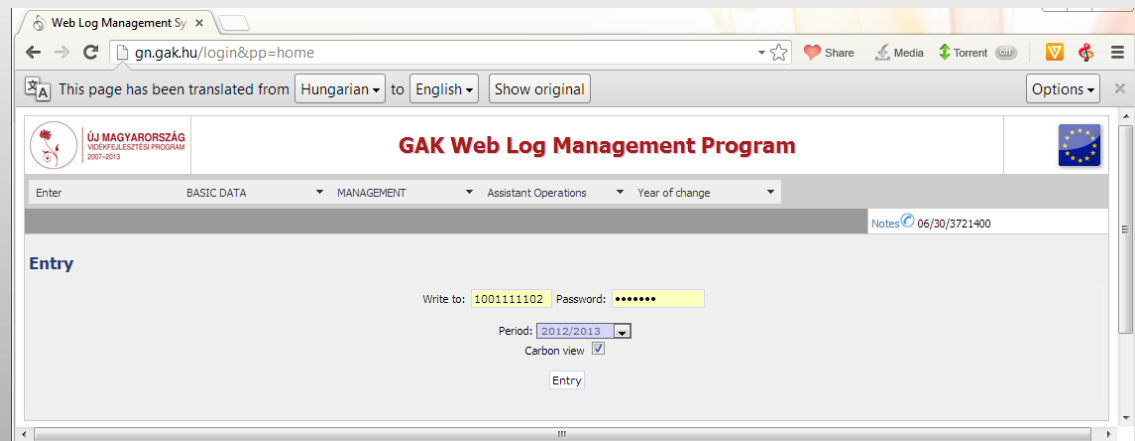 Web Log Management Sy
gn.gak.hu/login&pp=home
Share Media Torrent Off
This page has been translated from Hungarian to English Show original Options
ÚJ MAGYARORSZÁG
VIDÉKFEJLESZTÉSI PROGRAM
2007–2013
GAK Web Log Management Program
Enter BASIC DATA MANAGEMENT Assistant Operations Year of change
Notes 06/30/3721400
Entry
Write to: 1001111102 Password: •••••••
Period: 2012/2013
Carbon view
Entry